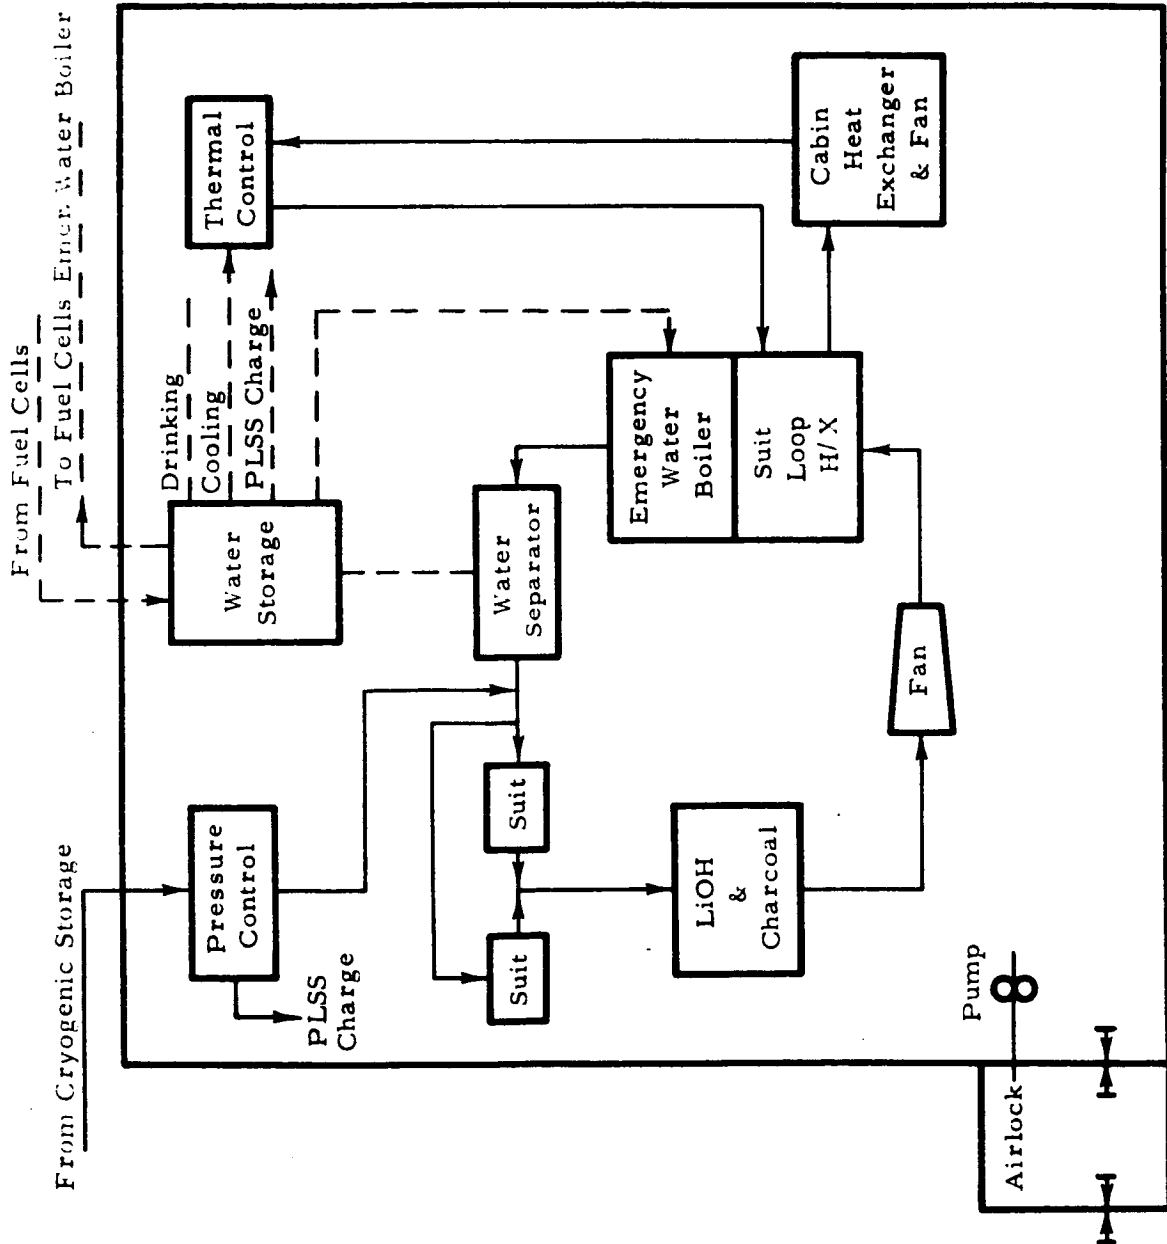 From Cryogenic Storage
From Fuel Cells
To Fuel Cells Emer. Water Boiler
Pressure
Control
PLSS
Charge
Water
Storage
Drinking
Cooling
PLSS Charge
Thermal
Control
Suit
Suit
Water
Separator
Emergency
Water
Boiler
Suit
Loop
H/X
Cabin
Heat
Exchanger
& Fan
LiOH
&
Charcoal
Fan
Pump
Airlock